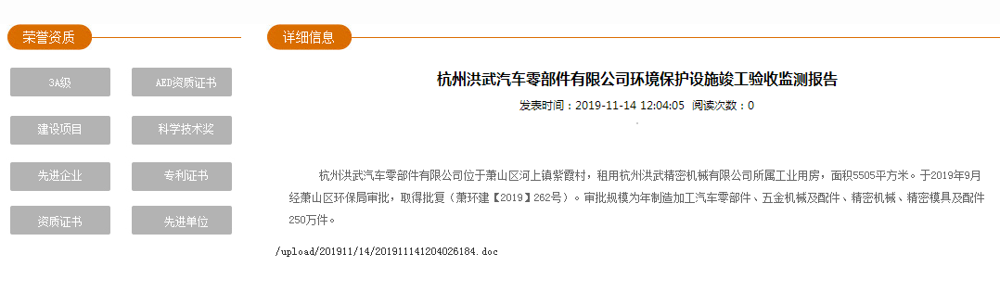 荣誉资质
3A级
AED资质证书
建设项目
科学技术奖
先进企业
专利证书
资质证书
先进单位
详细信息
杭州洪武汽车零部件有限公司环境保护设施竣工验收监测报告
发表时间：2019-11-14 12:04:05 阅读次数：0
杭州洪武汽车零部件有限公司位于萧山区河上镇紫霞村，租用杭州洪武精密机械有限公司所属工业用房，面积5505平方米。于2019年9月
经萧山区环保局审批，取得批复（萧环建【2019】262号）。审批规模为年制造加工汽车零部件、五金机械及配件、精密机械、精密模具及配件
250万件。
/upload/201911/14/201911141204026184.doc